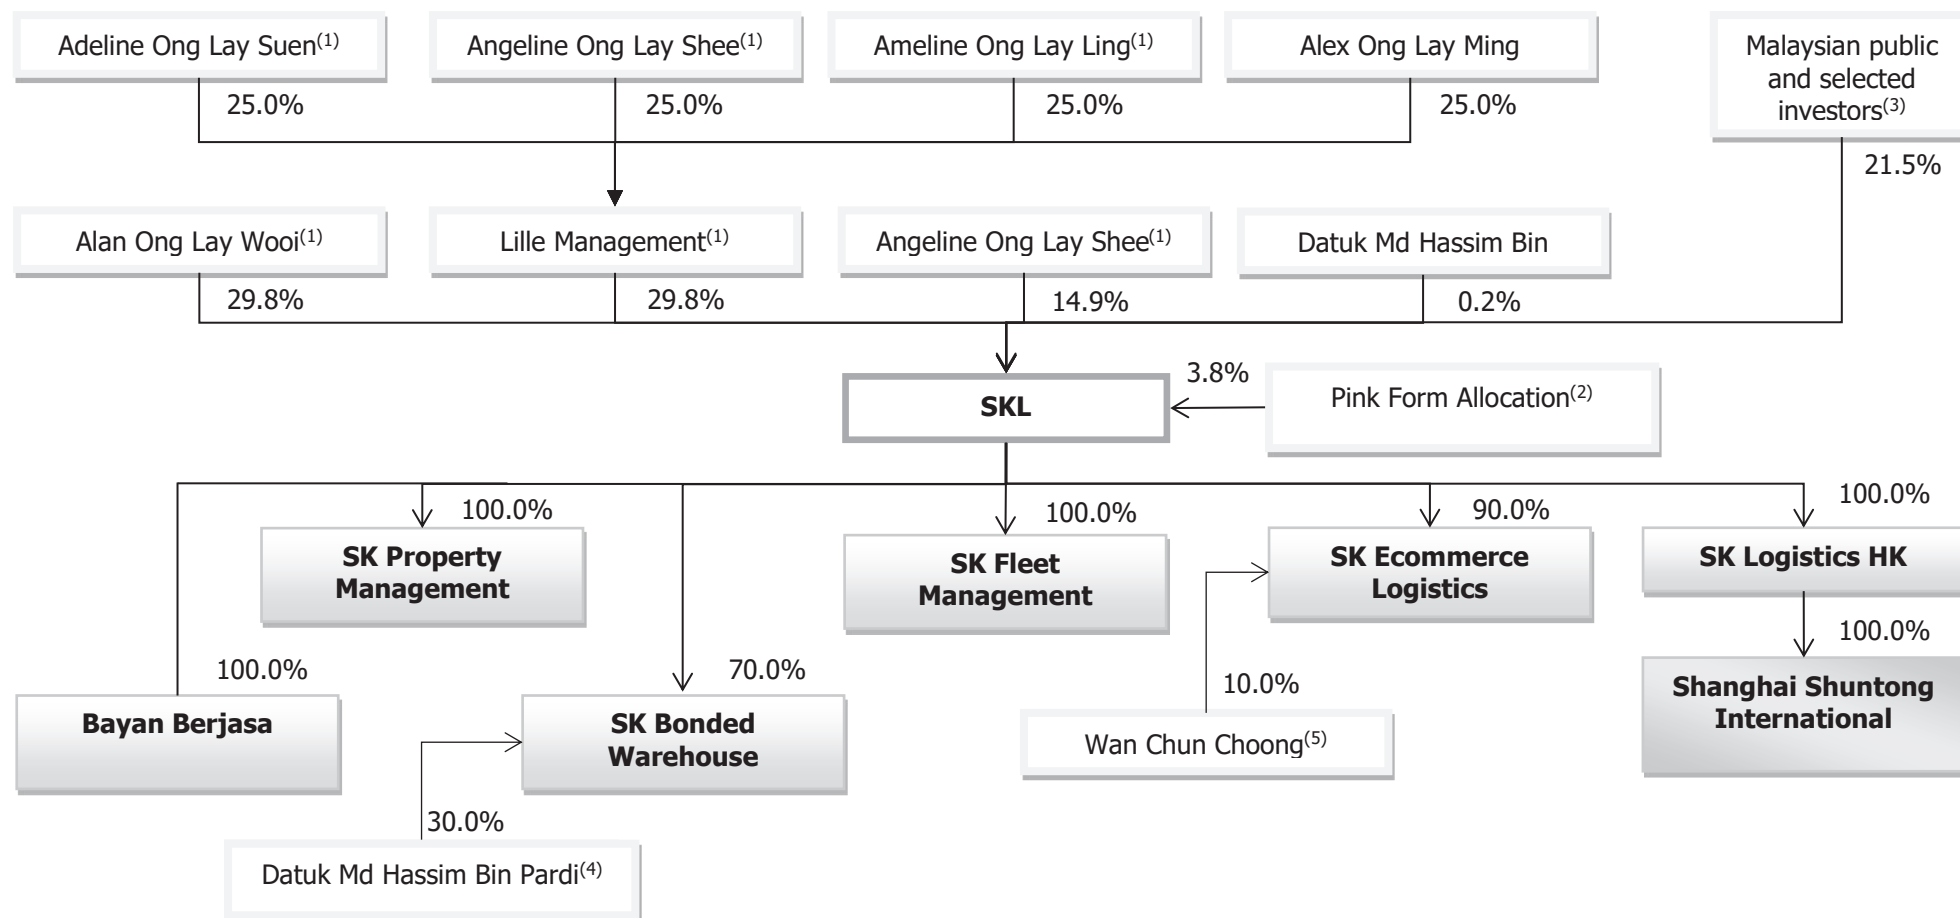 Adeline Ong Lay Suen(1)
Angeline Ong Lay Shee(1)
Ameline Ong Lay Ling(1)
Alex Ong Lay Ming
Malaysian public
and selected
investors(3)
25.0%
25.0%
25.0%
25.0%
21.5%
Alan Ong Lay Wooi(1)
Lille Management(1)
Angeline Ong Lay Shee(1)
Datuk Md Hassim Bin
29.8%
29.8%
14.9%
0.2%
SKL
3.8%
Pink Form Allocation(2)
100.0%
100.0%
90.0%
100.0%
SK Property
Management
SK Fleet
Management
SK Ecommerce
Logistics
SK Logistics HK
100.0%
100.0%
70.0%
10.0%
Bayan Berjasa
SK Bonded
Warehouse
Wan Chun Choong(5)
Shanghai Shuntong
International
30.0%
Datuk Md Hassim Bin Pardi(4)